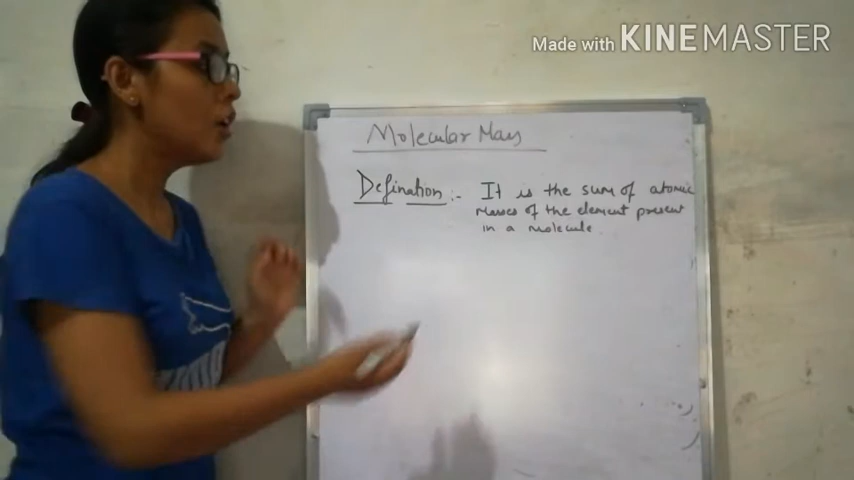 Made with KINEMASTER
Molecular Mass
Defination :- It is the sum of atomic
masses of the element present
in a molecule